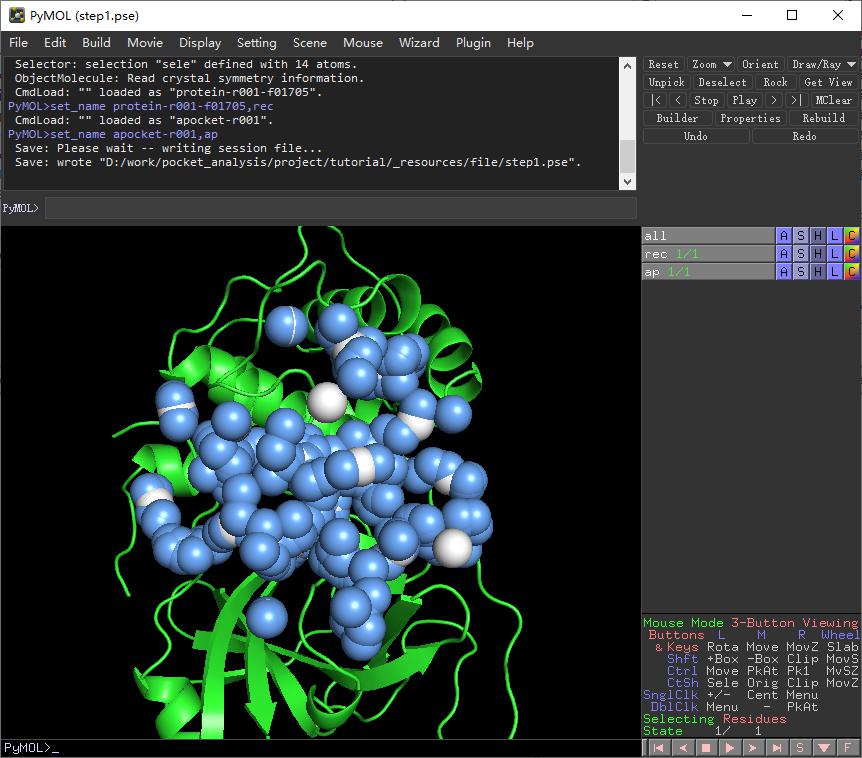 PyMOL (step1.pse)
File Edit Build Movie Display Setting Scene Mouse Wizard Plugin Help
Selector: selection "sele" defined with 14 atoms.
ObjectMolecule: Read crystal symmetry information.
CmdLoad: "" loaded as "protein-r001-f01705".
PyMOL>set_name protein-r001-f01705,rec
CmdLoad: "" loaded as "apocket-r001".
PyMOL>set_name apocket-r001,ap
Save: Please wait -- writing session file...
Save: wrote "D:/work/pocket_analysis/project/tutorial/_resources/file/step1.pse".
PyMOL>
Reset Zoom Orient Draw/Ray
Unpick Deselect Rock Get View
|< < Stop Play > >| MClear
Builder Properties Rebuild
Undo Redo
all A S H L C
rec 1/1 A S H L C
ap 1/1 A S H L C
Mouse Mode 3-Button Viewing
Buttons L M R Wheel
& Keys Rota Move MovZ Slab
Shft +Box -Box Clip MovS
Ctrl Move PkAt Pk1 MvSZ
CtSh Sele Orig Clip MovZ
SnglClk +/- Cent Menu
DblClk Menu - PkAt
Selecting Residues
State 1/ 1
PyMOL>_
S F